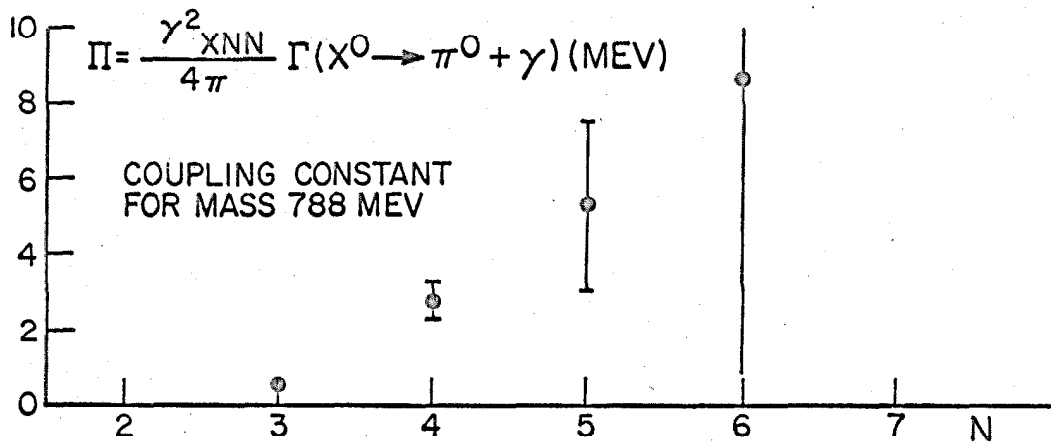 10
Π = γ²XNN / 4π Γ(X⁰ → π⁰ + γ) (MEV)
8
COUPLING CONSTANT
6
FOR MASS 788 MEV
4
2
0
2 3 4 5 6 7 N